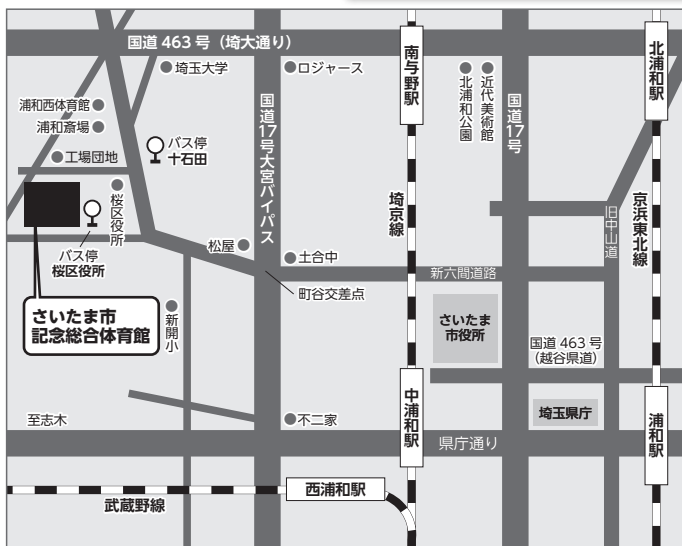 国道 463 号（埼大通り）
南与野駅
北浦和駅
埼玉大学
ロジャース
北浦和公園
近代美術館
国道17号
浦和西体育館
浦和斎場
工場団地
バス停
十石田
国道17号大宮バイパス
埼京線
京浜東北線
旧中山道
桜区役所
バス停
桜区役所
松屋
土合中
新六間道路
町谷交差点
さいたま市
記念総合体育館
新開小
さいたま
市役所
国道 463 号
（越谷県道）
中浦和駅
浦和駅
至志木
不二家
埼玉県庁
県庁通り
西浦和駅
武蔵野線